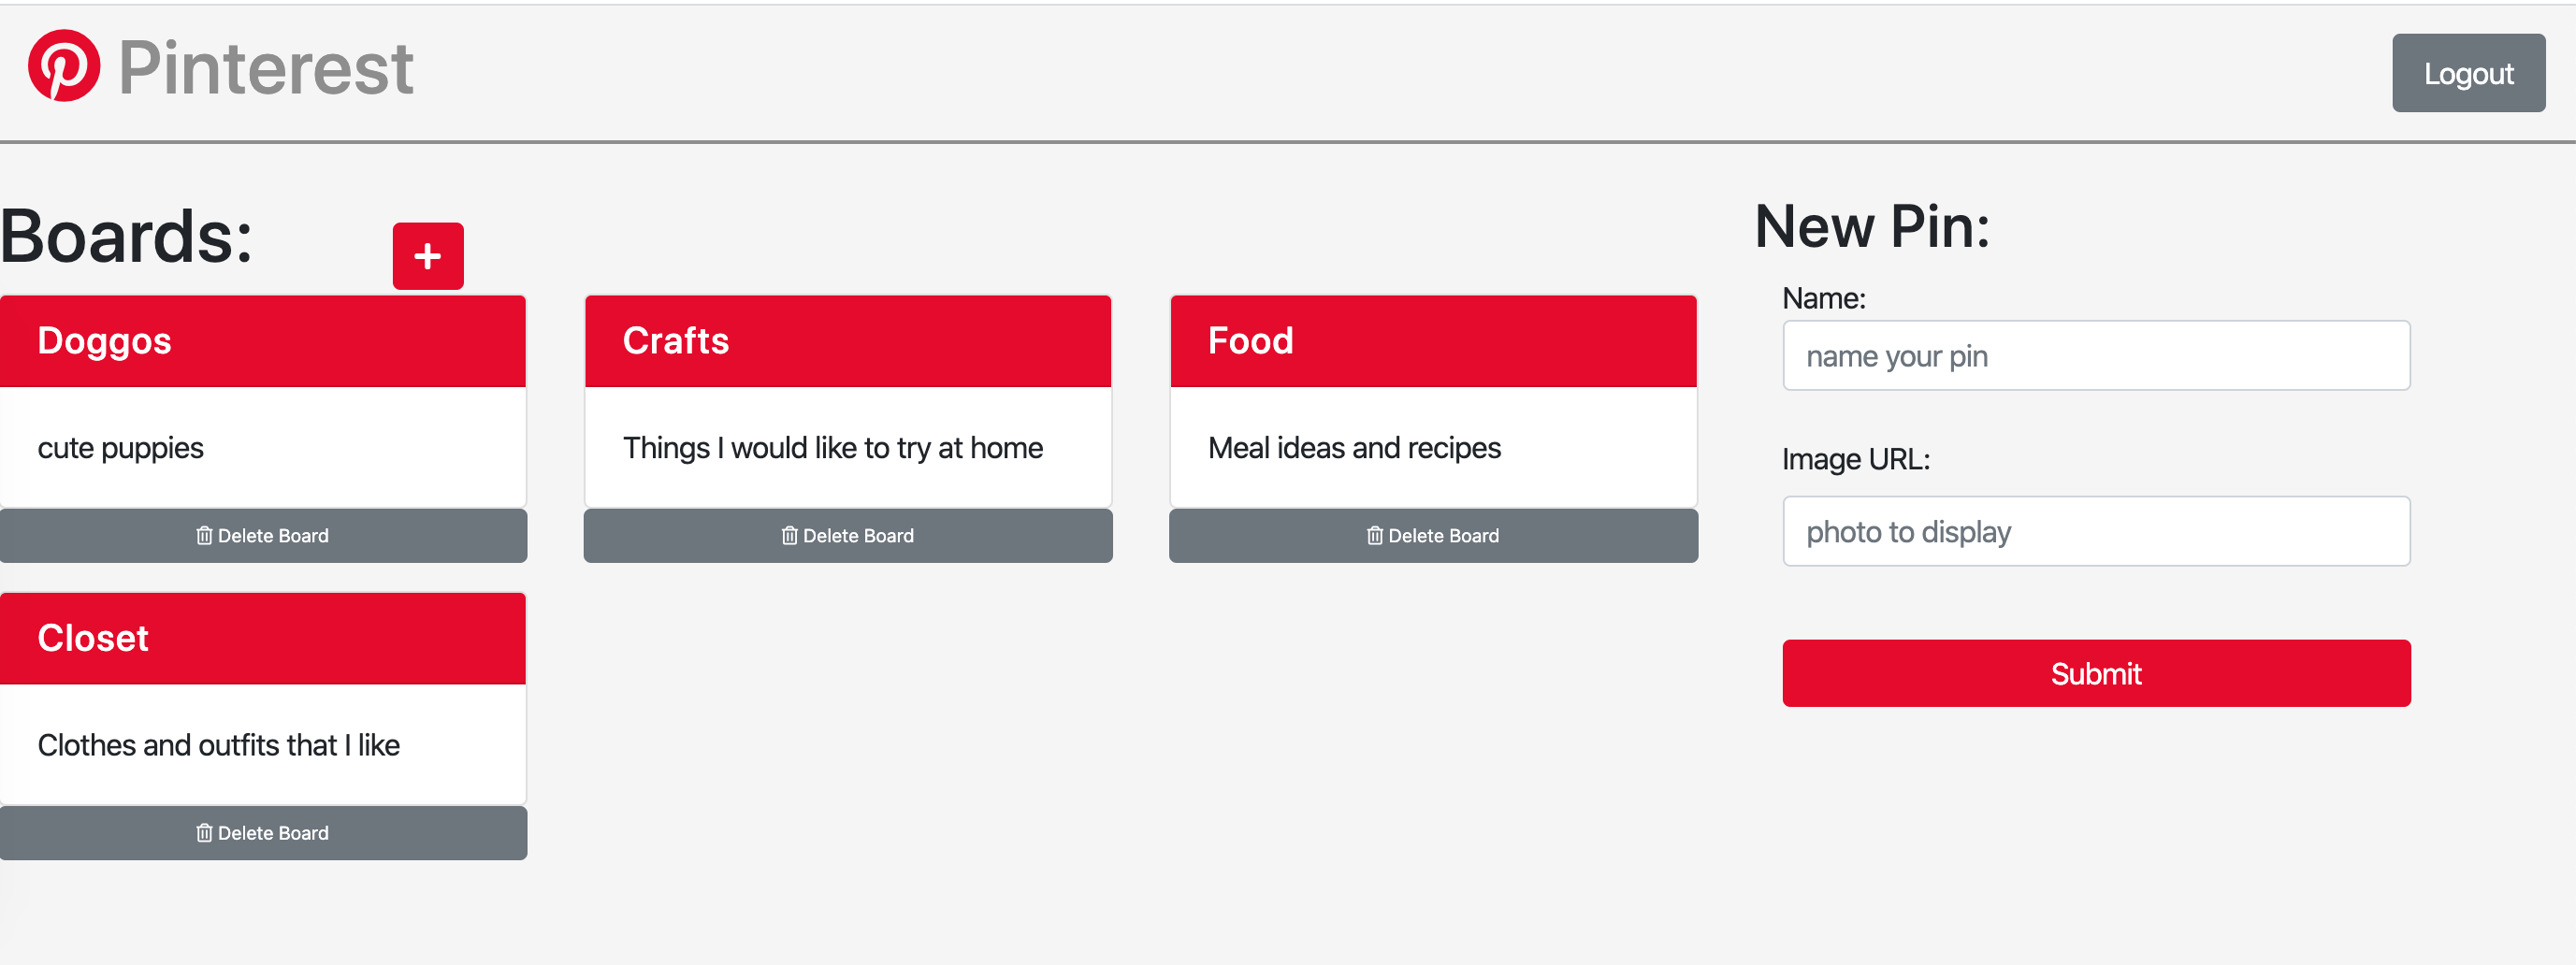 Pinterest
Logout
Boards:
+
Doggos
cute puppies
Delete Board
Crafts
Things I would like to try at home
Delete Board
Food
Meal ideas and recipes
Delete Board
Closet
Clothes and outfits that I like
Delete Board
New Pin:
Name:
name your pin
Image URL:
photo to display
Submit